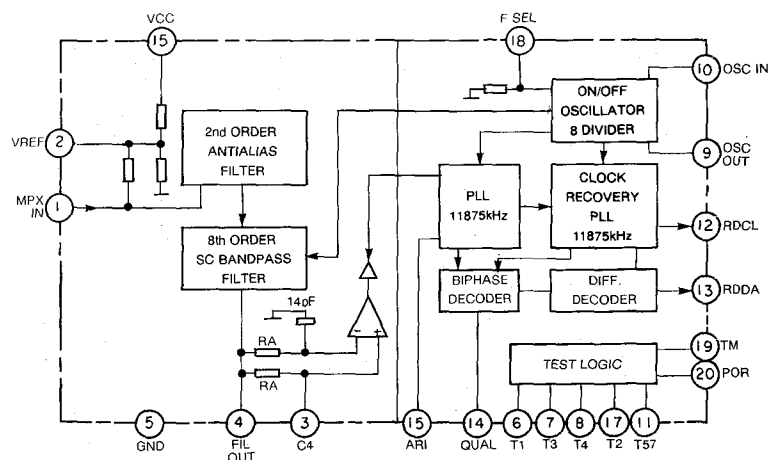 VCC
15
F SEL
18
10
OSC IN
2
VREF
2nd ORDER
ANTIALIAS
FILTER
ON/OFF
OSCILLATOR
8 DIVIDER
9
OSC
OUT
MPX
IN
1
PLL
11875kHz
CLOCK
RECOVERY
PLL
11875kHz
12
RDCL
8th ORDER
SC BANDPASS
FILTER
BIPHASE
DECODER
DIFF.
DECODER
13
RDDA
14pF
RA
RA
- +
TEST LOGIC
19
TM
20
POR
5
GND
4
FIL
OUT
3
C4
15
ARI
14
QUAL
6
T1
7
T3
8
T4
17
T2
11
T57